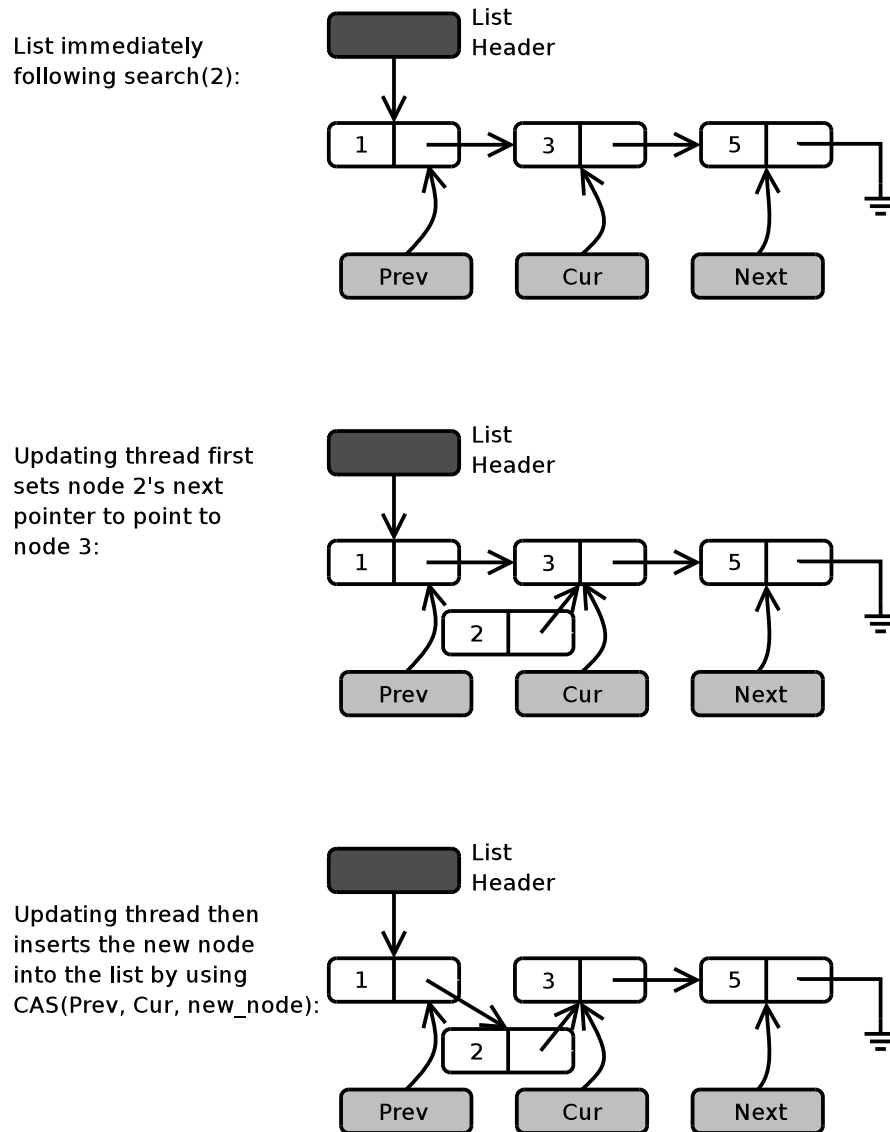 List immediately
following search(2):
List
Header
1
3
5
Prev
Cur
Next
Updating thread first
sets node 2's next
pointer to point to
node 3:
List
Header
1
3
5
2
Prev
Cur
Next
Updating thread then
inserts the new node
into the list by using
CAS(Prev, Cur, new_node):
List
Header
1
3
5
2
Prev
Cur
Next